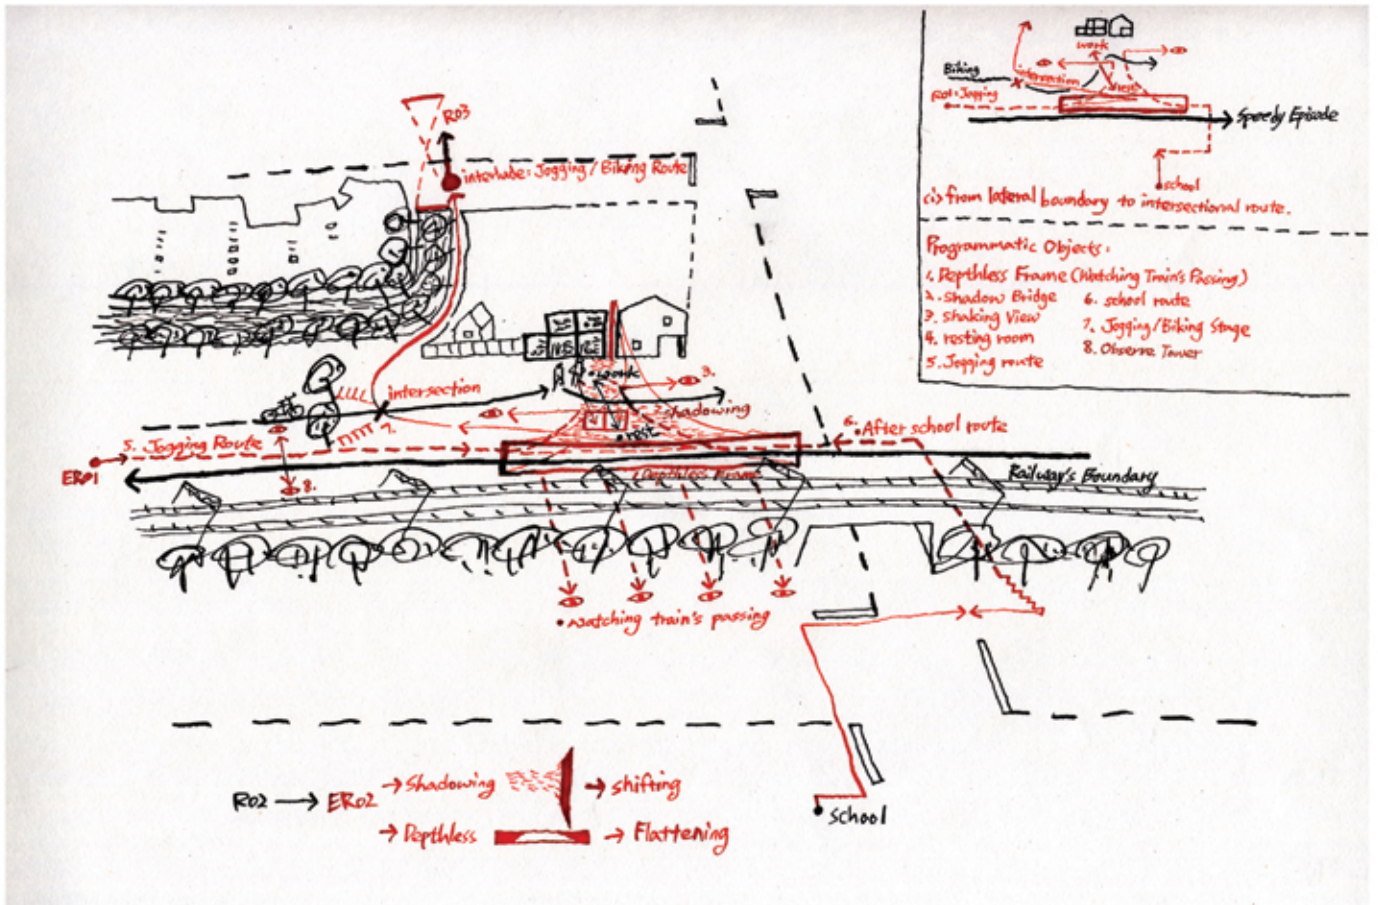 work
Biking
intersection
R01: Jogging
rest
Speedy Episode
school
(i) from lateral boundary to intersectional route.
Programmatic Objects:
1. Depthless Frame (Watching Train's Passing)
2. Shadow Bridge
3. Shaking View
4. resting room
5. Jogging route
6. school route
7. Jogging/Biking Stage
8. Observe Tower
R03
interlude: Jogging / Biking Route
work
3.
intersection
7.
2. shadowing
rest
5. Jogging Route
6. After school route
ER01
8.
1. Depthless Frame
Railway's Boundary
watching train's passing
R02 → ER02
→ Shadowing → shifting
→ Depthless → Flattening
school